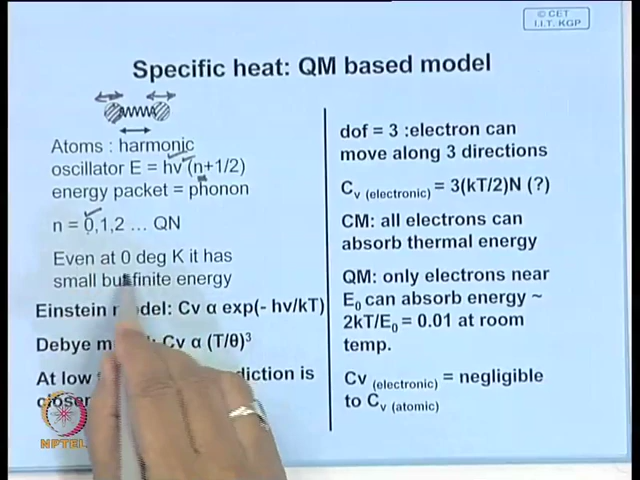 © CET
I.I.T. KGP
Specific heat: QM based model
Atoms : harmonic
oscillator E = hν (n+1/2)
energy packet = phonon
n = 0,1,2 ... QN
Even at 0 deg K it has
small but finite energy
Einstein model: Cv α exp(- hν/kT)
Debye m Cv α (T/θ)³
At low diction is
closer
NPTEL
dof = 3 :electron can
move along 3 directions
Cv (electronic) = 3(kT/2)N (?)
CM: all electrons can
absorb thermal energy
QM: only electrons near
E0 can absorb energy ~
2kT/E0 = 0.01 at room
temp.
Cv (electronic) = negligible
to Cv (atomic)